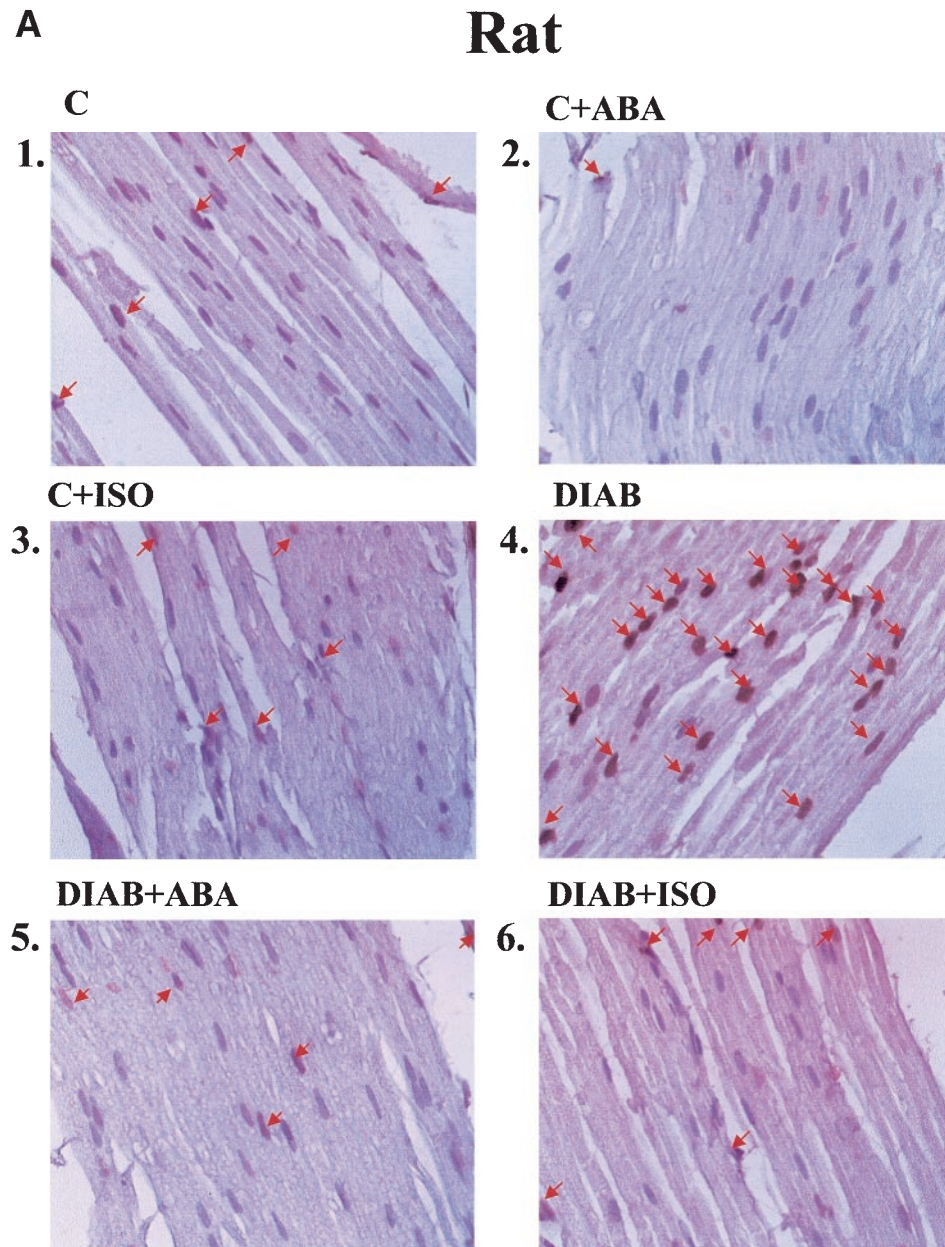 A
Rat
C
C+ABA
1.
2.
C+ISO
DIAB
3.
4.
DIAB+ABA
DIAB+ISO
5.
6.